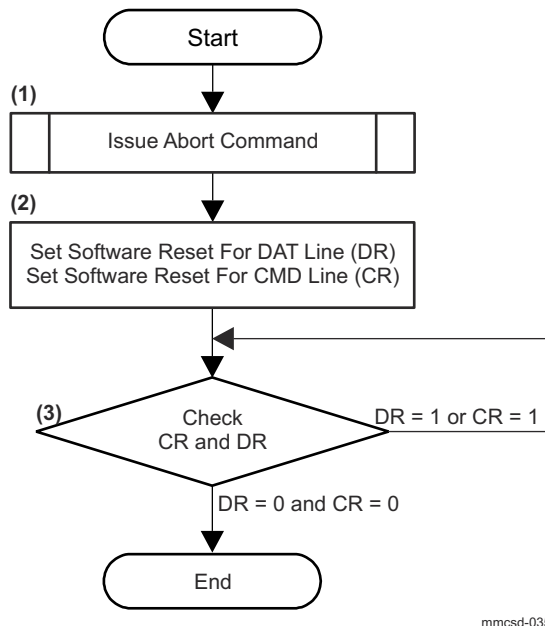 Start
(1)
Issue Abort Command
(2)
Set Software Reset For DAT Line (DR)
Set Software Reset For CMD Line (CR)
(3)
Check
CR and DR
DR = 1 or CR = 1
DR = 0 and CR = 0
End